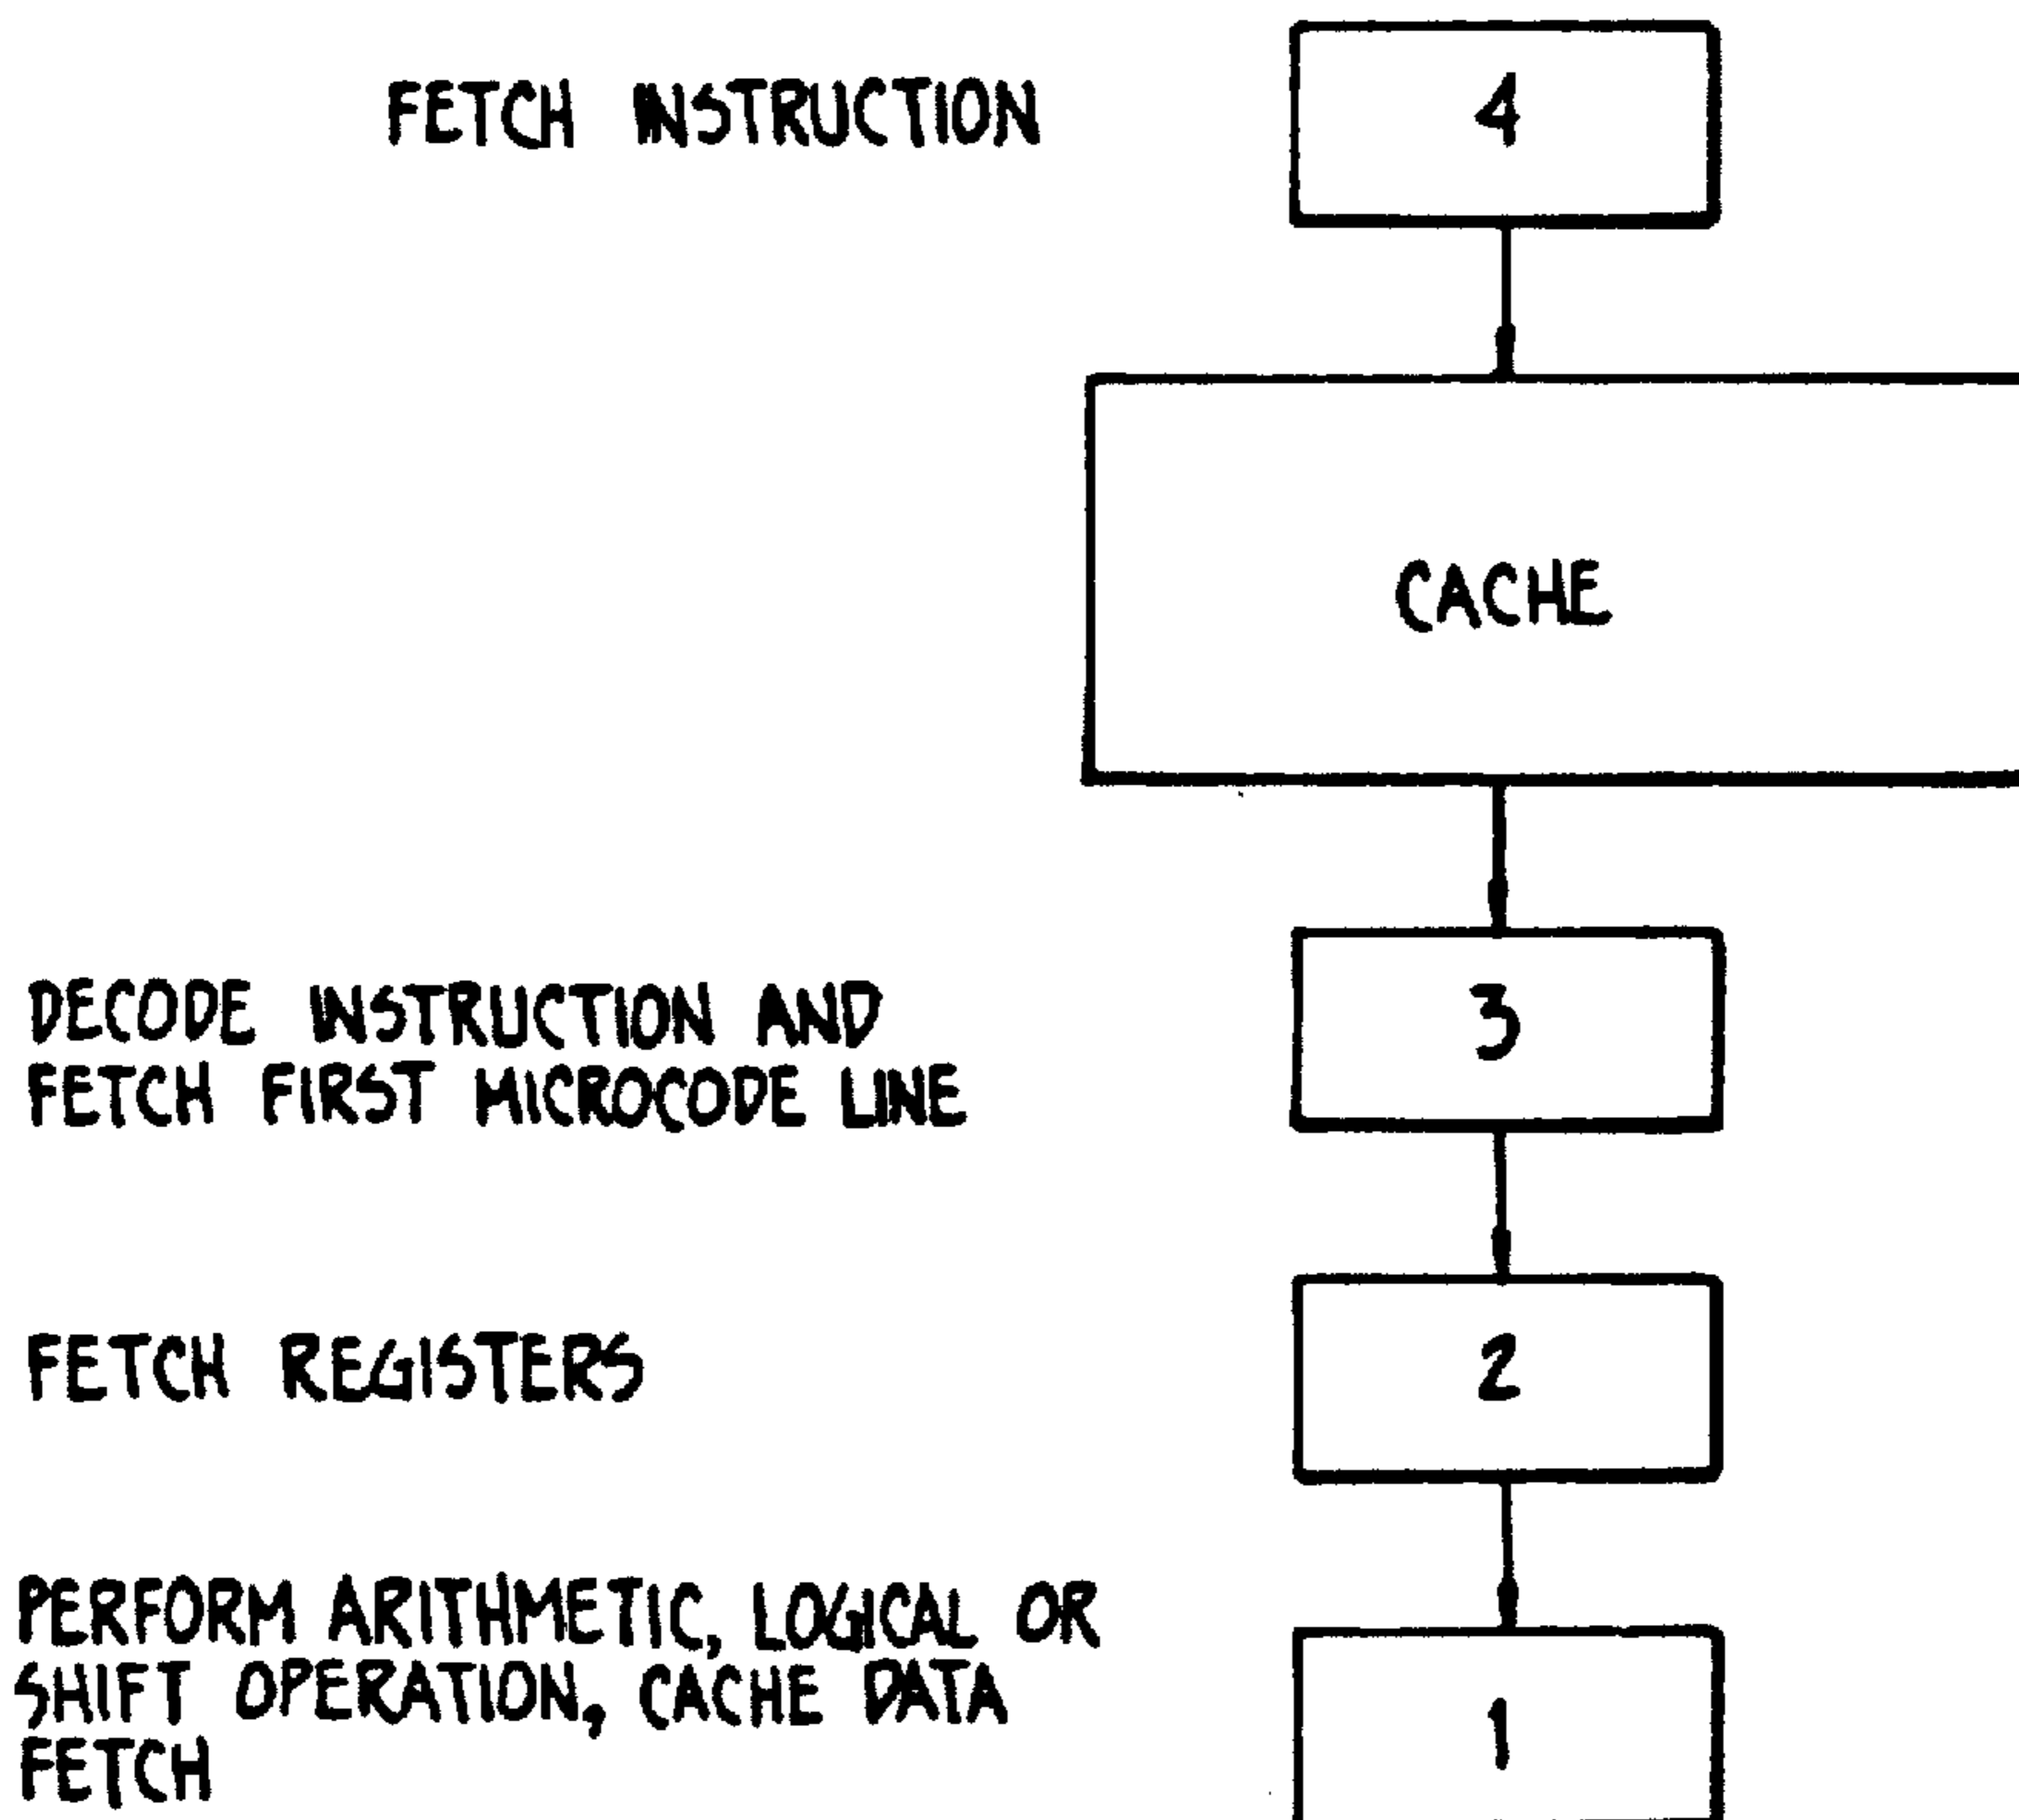 FETCH INSTRUCTION
4
CACHE
3
DECODE INSTRUCTION AND
FETCH FIRST MICROCODE LINE
FETCH REGISTERS
2
PERFORM ARITHMETIC, LOGICAL OR
SHIFT OPERATION, CACHE DATA
FETCH
1